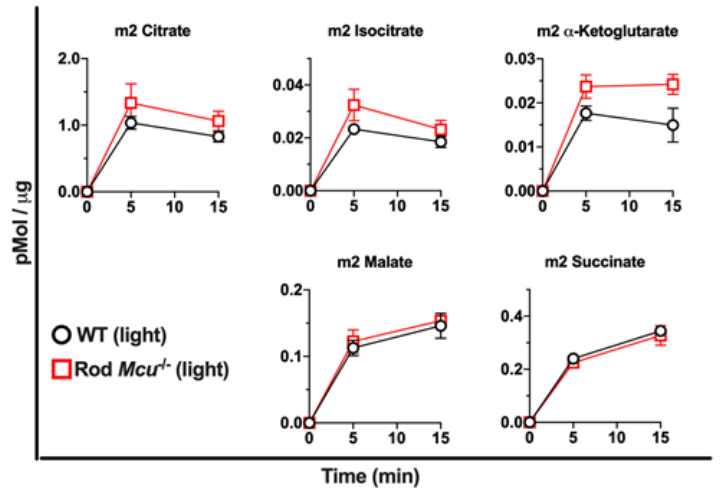 m2 Citrate
2.0
1.0
0.0
0 5 10 15
m2 Isocitrate
0.04
0.02
0.00
0 5 10 15
m2 α-Ketoglutarate
0.03
0.02
0.01
0.00
0 5 10 15
pMol / μg
WT (light)
Rod Mcu-/- (light)
m2 Malate
0.2
0.1
0.0
0 5 10 15
m2 Succinate
0.4
0.2
0.0
0 5 10 15
Time (min)